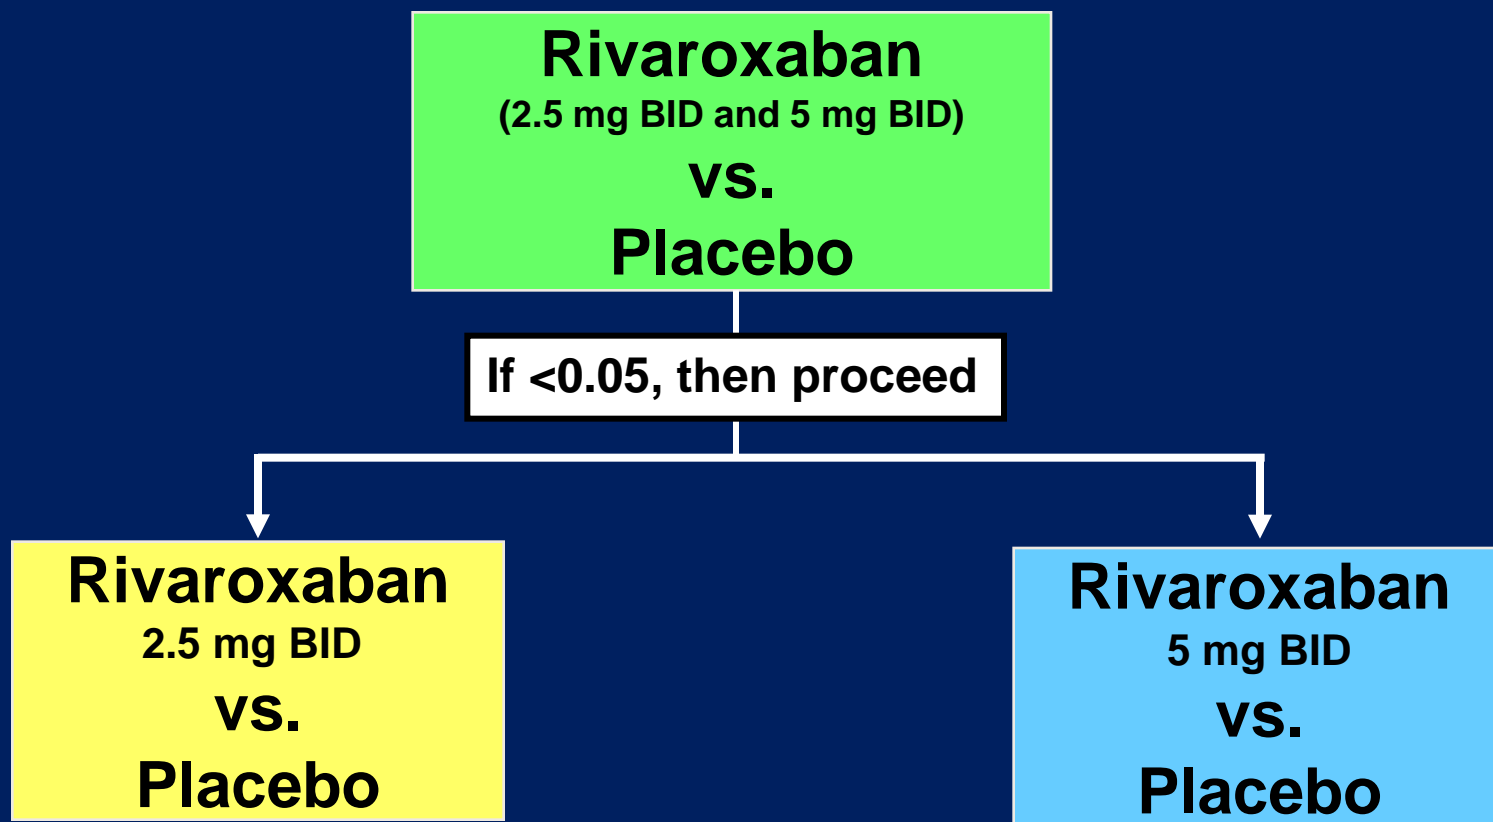 Rivaroxaban
(2.5 mg BID and 5 mg BID)
vs.
Placebo
If <0.05, then proceed
Rivaroxaban
2.5 mg BID
vs.
Placebo
Rivaroxaban
5 mg BID
vs.
Placebo